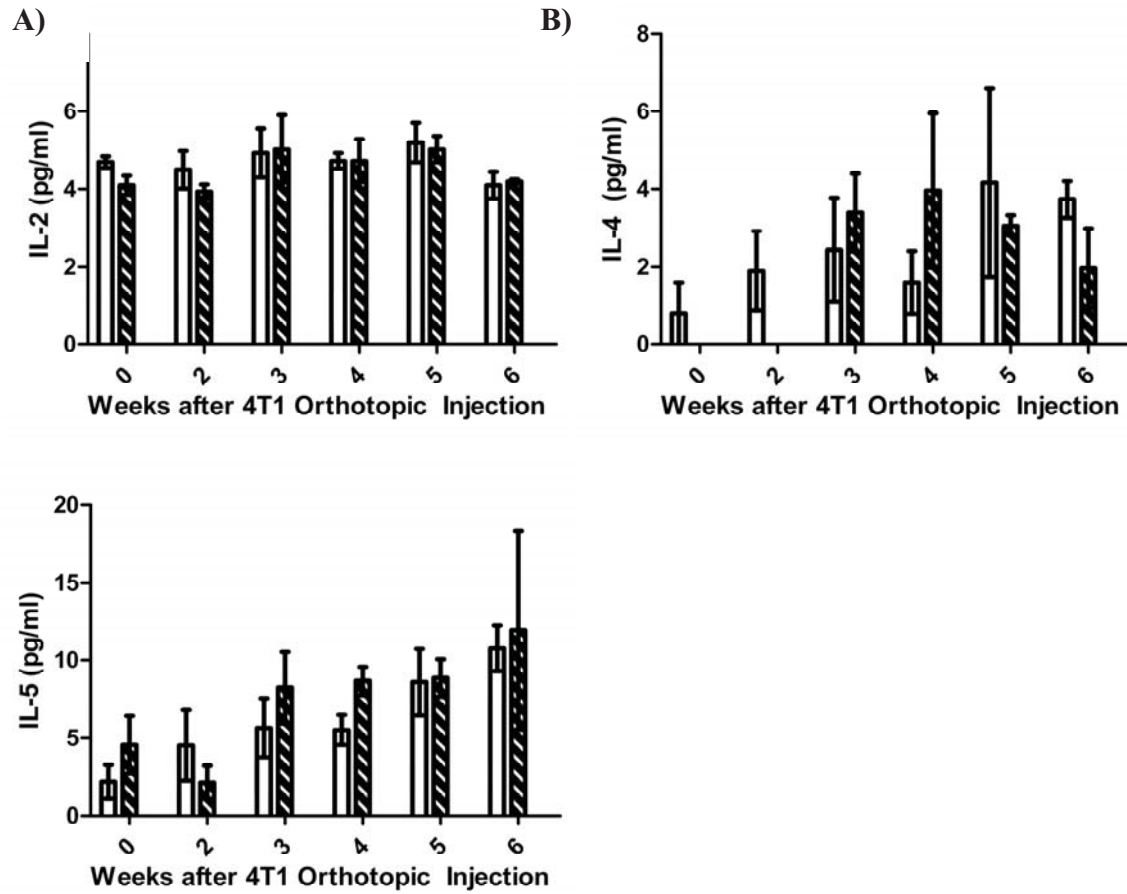 A)
IL-2 (pg/ml)
6
4
2
0
0 2 3 4 5 6
Weeks after 4T1 Orthotopic Injection
B)
IL-4 (pg/ml)
8
6
4
2
0
0 2 3 4 5 6
Weeks after 4T1 Orthotopic Injection
IL-5 (pg/ml)
20
15
10
5
0
0 2 3 4 5 6
Weeks after 4T1 Orthotopic Injection